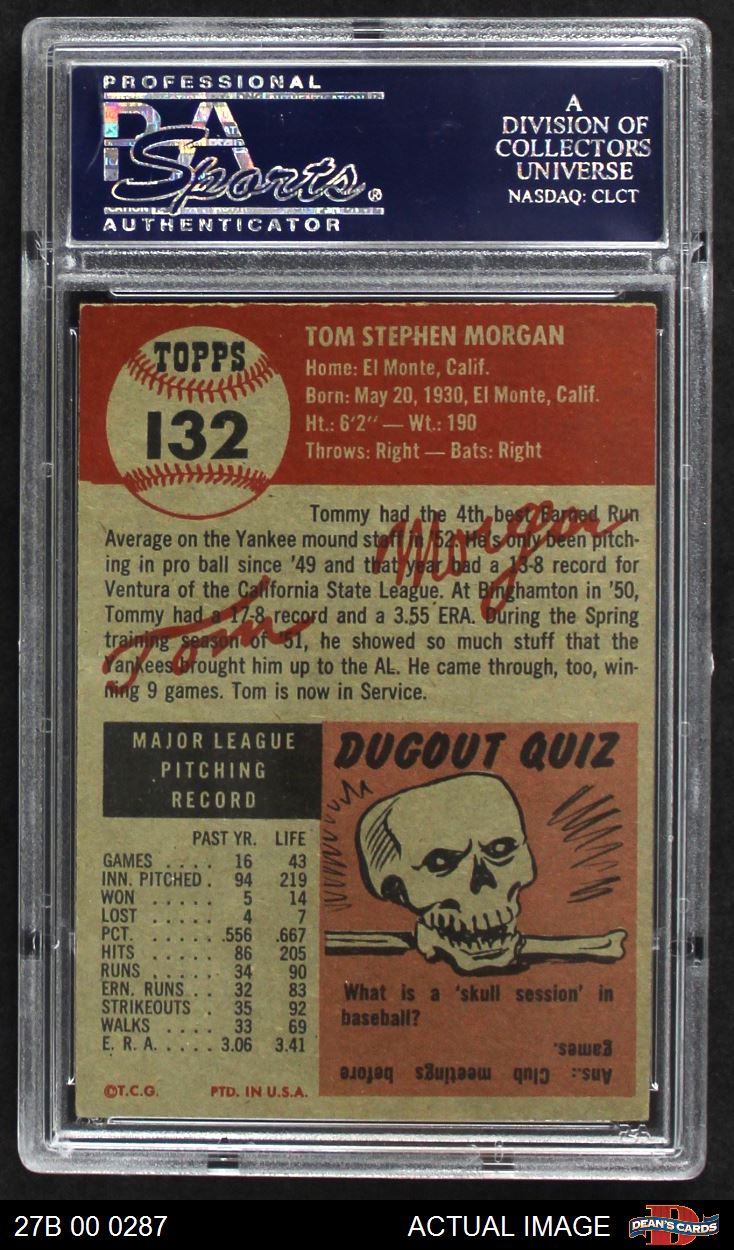 PROFESSIONAL
PSA
Sports®
AUTHENTICATOR
A
DIVISION OF
COLLECTORS
UNIVERSE
NASDAQ: CLCT
TOPPS
132
TOM STEPHEN MORGAN
Home: El Monte, Calif.
Born: May 20, 1930, El Monte, Calif.
Ht.: 6'2" — Wt.: 190
Throws: Right — Bats: Right
Tommy had the 4th best Earned Run
Average on the Yankee mound staff in '52. He's only been pitch-
ing in pro ball since '49 and that year had a 13-8 record for
Ventura of the California State League. At Binghamton in '50,
Tommy had a 17-8 record and a 3.55 ERA. During the Spring
training season of '51, he showed so much stuff that the
Yankees brought him up to the AL. He came through, too, win-
ning 9 games. Tom is now in Service.
Tom Morgan
MAJOR LEAGUE
PITCHING
RECORD
PAST YR. LIFE
GAMES . . . . 16 43
INN. PITCHED . 94 219
WON . . . . . 5 14
LOST . . . . . 4 7
PCT. . . . . . .556 .667
HITS . . . . . 86 205
RUNS . . . . . 34 90
ERN. RUNS . . 32 83
STRIKEOUTS . 35 92
WALKS . . . . 33 69
E. R. A. . . . . 3.06 3.41
©T.C.G. PTD. IN U.S.A.
DUGOUT QUIZ
What is a 'skull session' in
baseball?
Ans.: Club meetings before
games.
27B 00 0287
ACTUAL IMAGE
D
DEAN'S CARDS